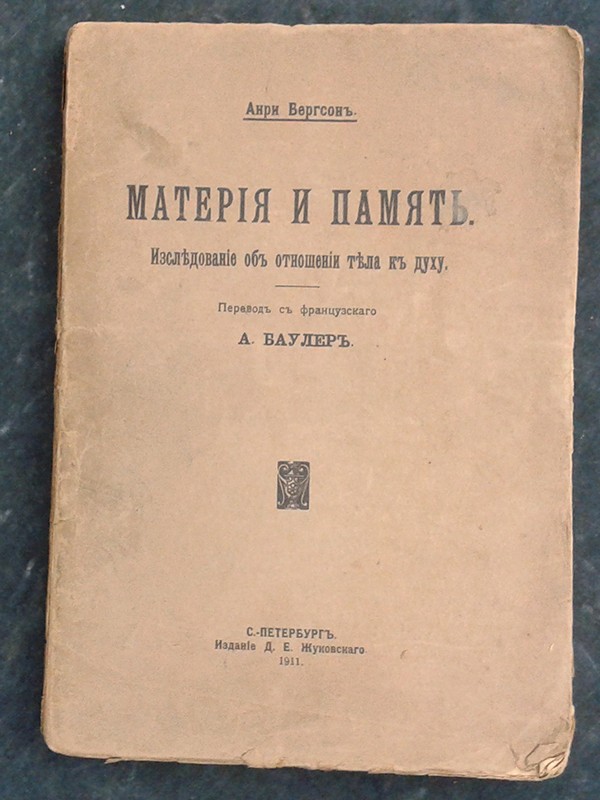 Анри Бергсонъ.
МАТЕРІЯ И ПАМЯТЬ.
Изслѣдованіе объ отношеніи тѣла къ духу.
Переводъ съ французскаго
А. БАУЛЕРЪ.
С.-ПЕТЕРБУРГЪ.
Изданіе Д. Е. Жуковскаго
1911.